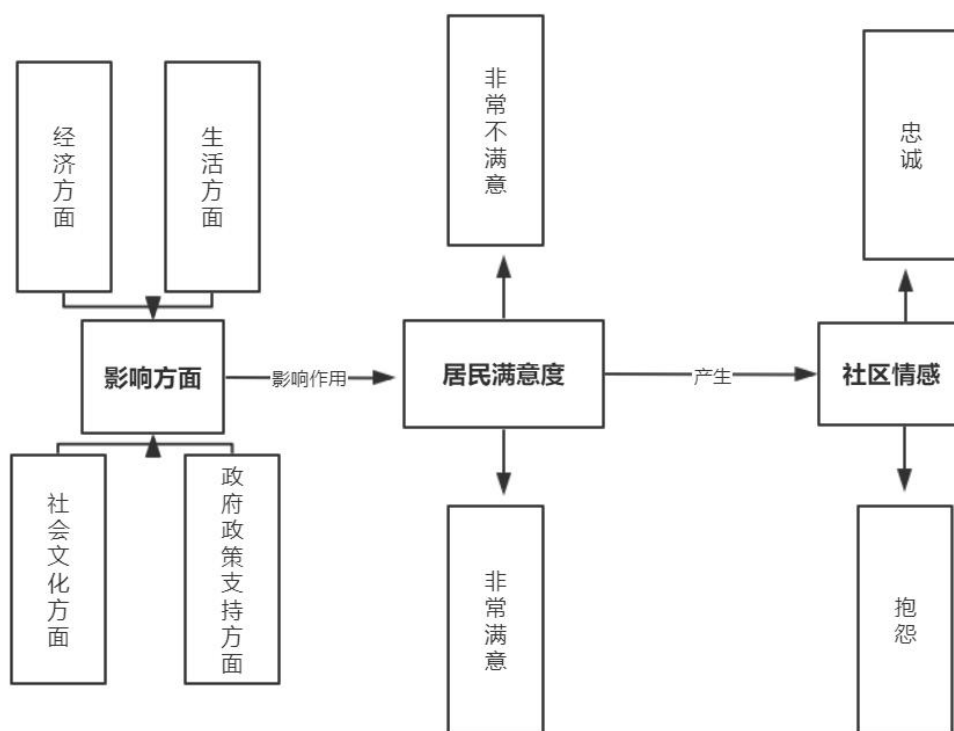 经济方面
生活方面
非常不满意
忠诚
影响方面
影响作用
居民满意度
产生
社区情感
社会文化方面
政府政策支持方面
非常满意
抱怨